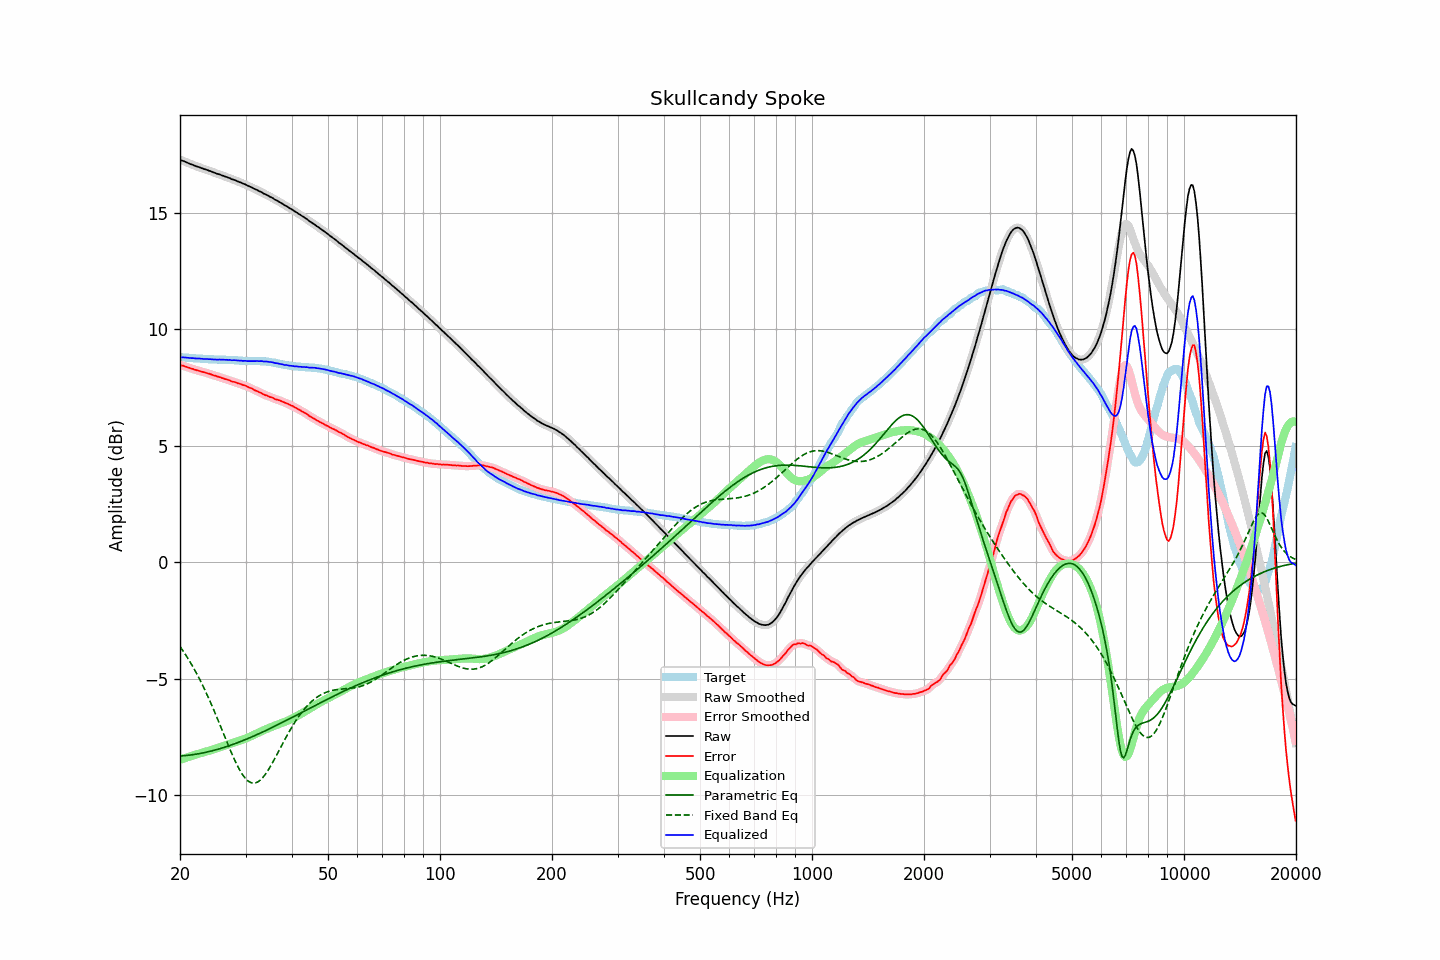 Skullcandy Spoke
Amplitude (dBr)
15
10
5
0
−5
−10
Target
Raw Smoothed
Error Smoothed
Raw
Error
Equalization
Parametric Eq
Fixed Band Eq
Equalized
20 50 100 200 500 1000 2000 5000 10000 20000
Frequency (Hz)